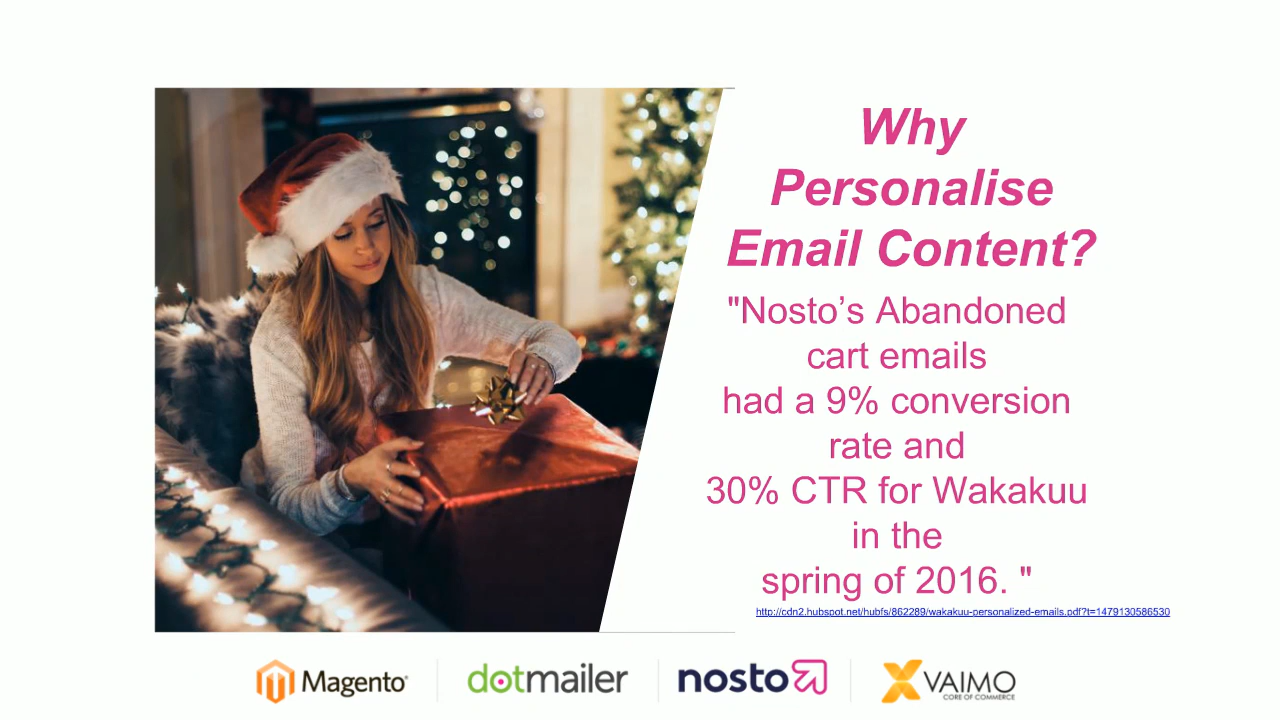 Why
Personalise
Email Content?
"Nosto’s Abandoned
cart emails
had a 9% conversion
rate and
30% CTR for Wakakuu
in the
spring of 2016. "
http://cdn2.hubspot.net/hubfs/862289/wakakuu-personalized-emails.pdf?t=1479130586530
Magento®
dotmailer
nosto
VAIMO
CORE OF COMMERCE